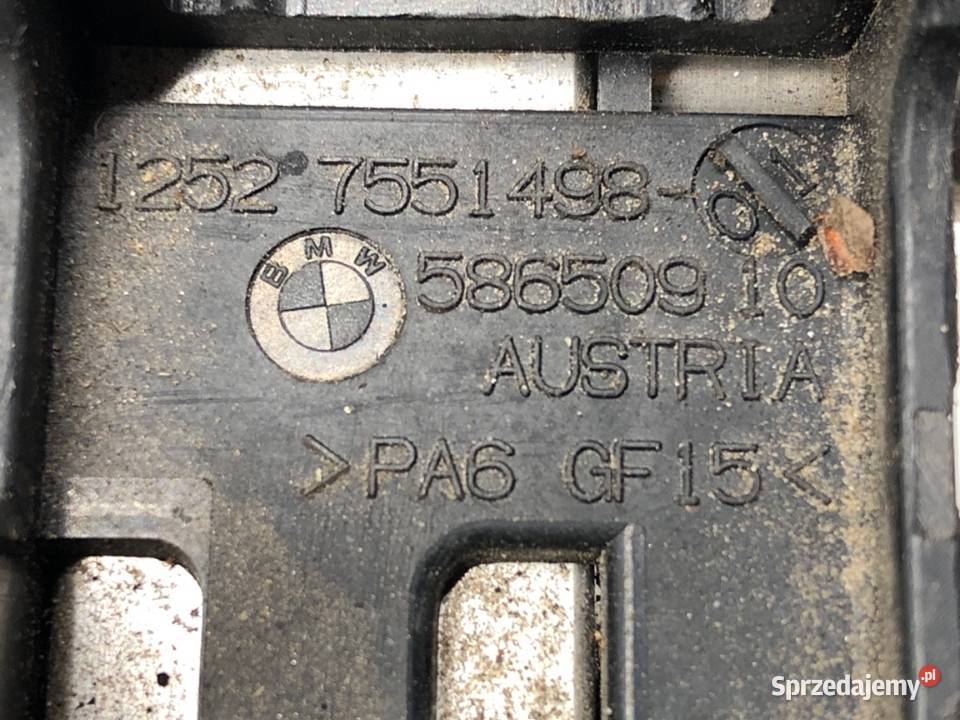 1252 7551498-01
BMW
586509 10
AUSTRIA
>PA6 GF15<
Sprzedajemy.pl